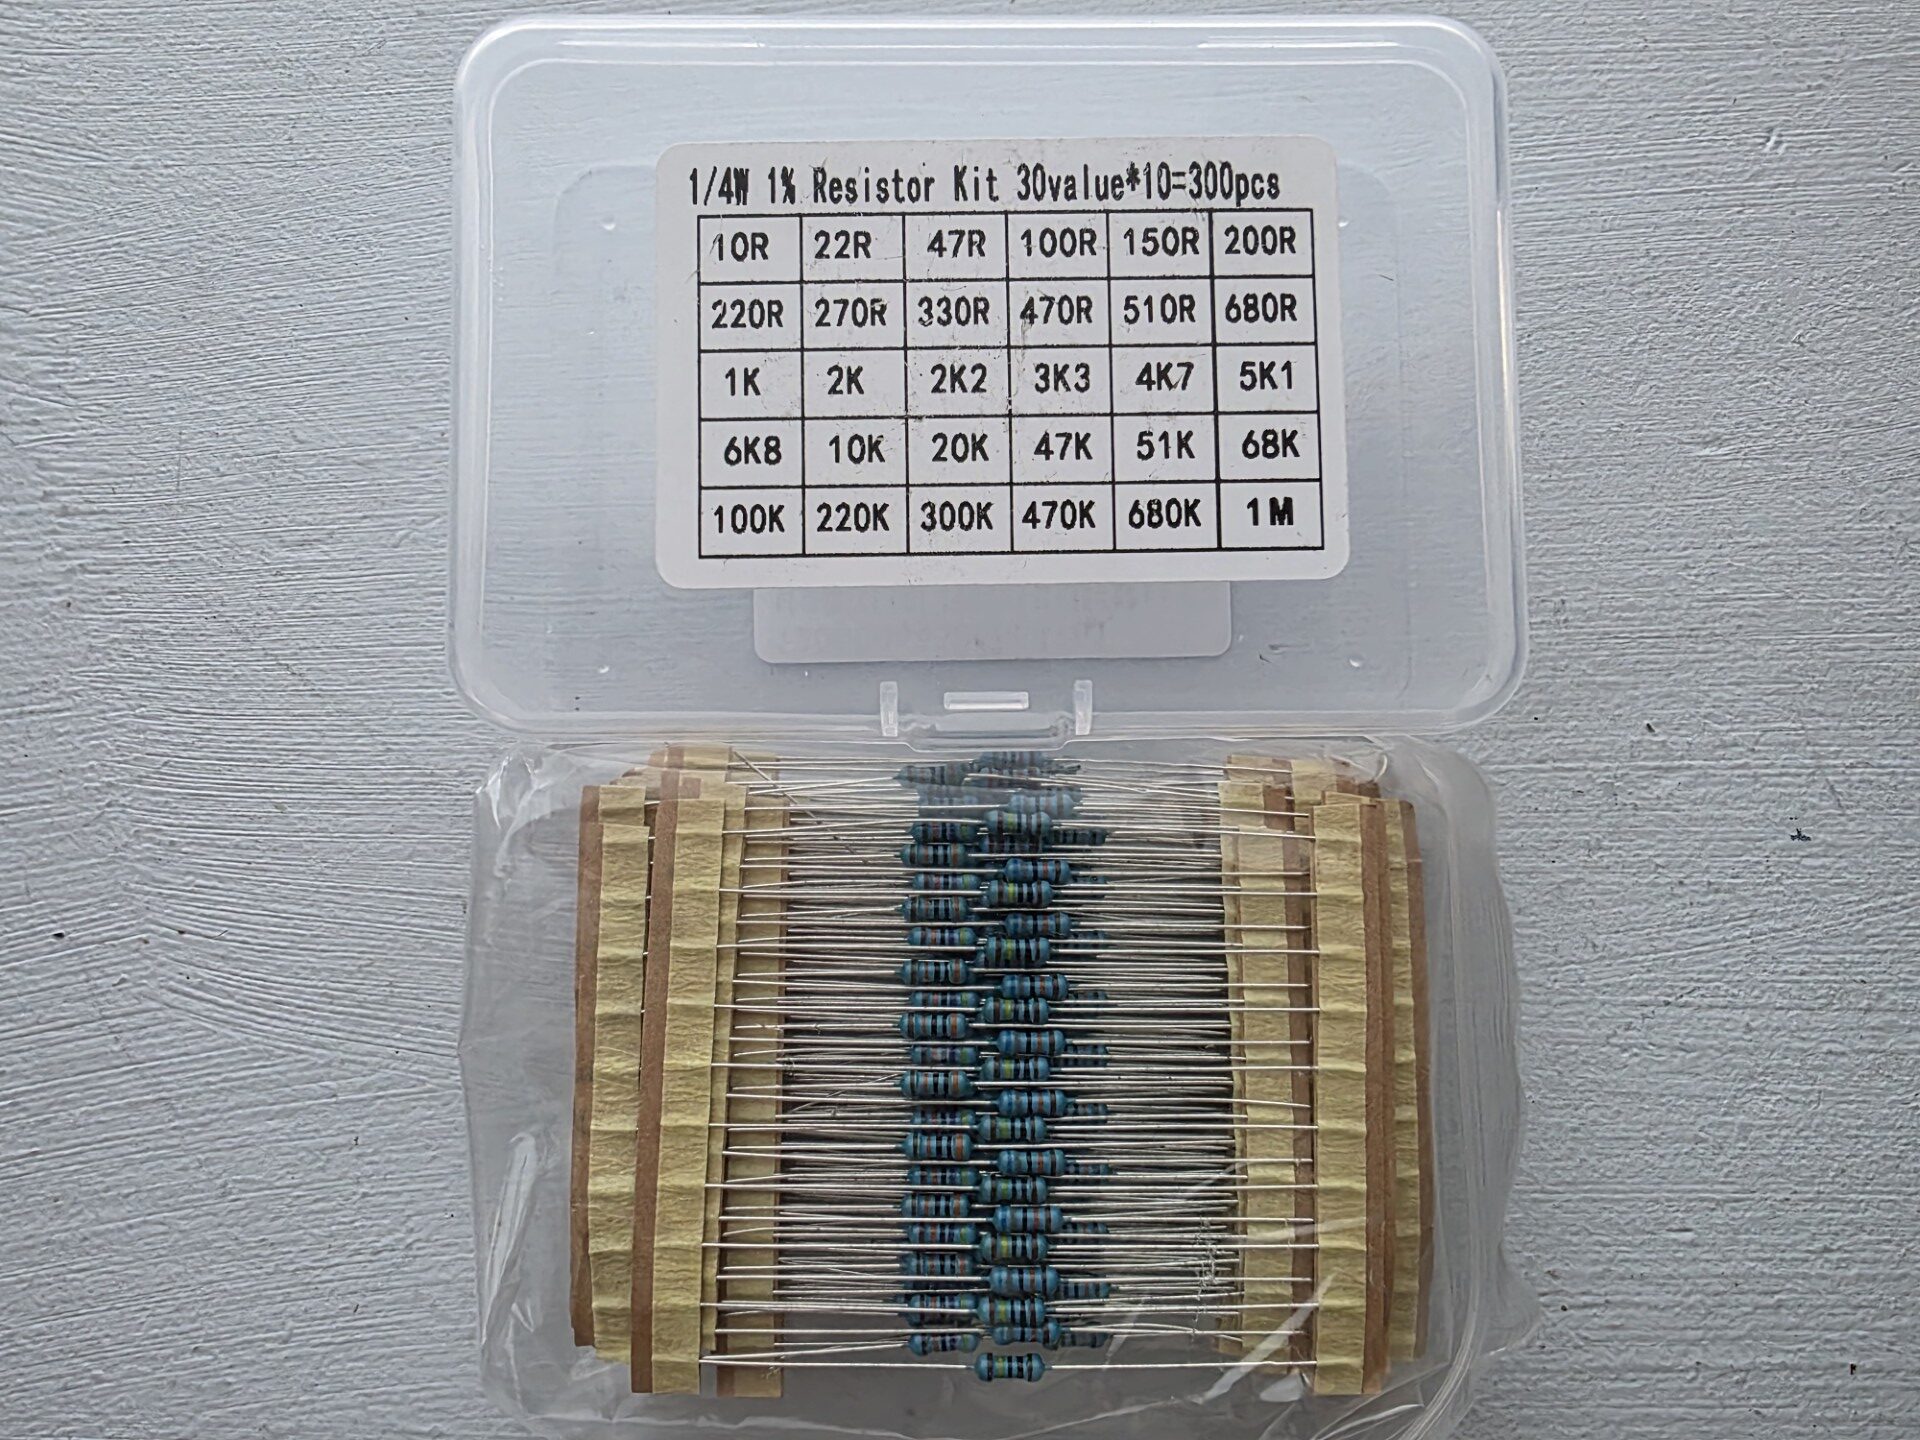 1/4W 1% Resistor Kit 30value*10=300pcs
10R 22R 47R 100R 150R 200R
220R 270R 330R 470R 510R 680R
1K 2K 2K2 3K3 4K7 5K1
6K8 10K 20K 47K 51K 68K
100K 220K 300K 470K 680K 1M